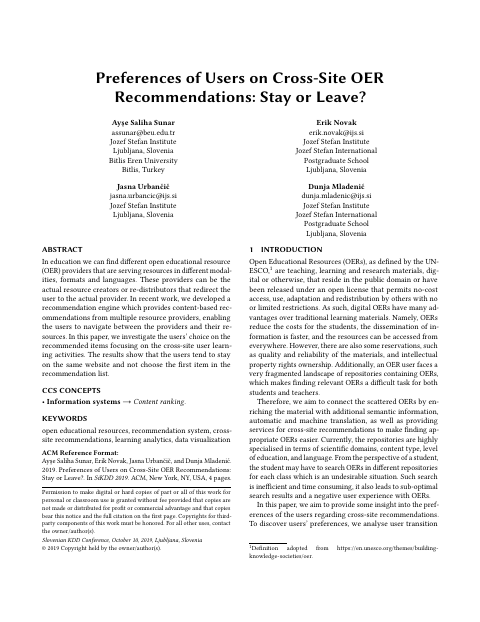 Preferences of Users on Cross-Site OER
Recommendations: Stay or Leave?
Ayşe Saliha Sunar
assunar@beu.edu.tr
Jozef Stefan Institute
Ljubljana, Slovenia
Bitlis Eren University
Bitlis, Turkey
Erik Novak
erik.novak@ijs.si
Jozef Stefan Institute
Jozef Stefan International
Postgraduate School
Ljubljana, Slovenia
Jasna Urbančič
jasna.urbancic@ijs.si
Jozef Stefan Institute
Ljubljana, Slovenia
Dunja Mladenić
dunja.mladenic@ijs.si
Jozef Stefan Institute
Jozef Stefan International
Postgraduate School
Ljubljana, Slovenia
ABSTRACT
In education we can find different open educational resource
(OER) providers that are serving resources in different modal-
ities, formats and languages. These providers can be the
actual resource creators or re-distributors that redirect the
user to the actual provider. In recent work, we developed a
recommendation engine which provides content-based rec-
ommendations from multiple resource providers, enabling
the users to navigate between the providers and their re-
sources. In this paper, we investigate the users' choice on the
recommended items focusing on the cross-site user learn-
ing activities. The results show that the users tend to stay
on the same website and not choose the first item in the
recommendation list.
CCS CONCEPTS
• Information systems → Content ranking.
KEYWORDS
open educational resources, recommendation system, cross-
site recommendations, learning analytics, data visualization
ACM Reference Format:
Ayşe Saliha Sunar, Erik Novak, Jasna Urbančič, and Dunja Mladenić.
2019. Preferences of Users on Cross-Site OER Recommendations:
Stay or Leave?. In SiKDD 2019. ACM, New York, NY, USA, 4 pages.
Permission to make digital or hard copies of part or all of this work for
personal or classroom use is granted without fee provided that copies are
not made or distributed for profit or commercial advantage and that copies
bear this notice and the full citation on the first page. Copyrights for third-
party components of this work must be honored. For all other uses, contact
the owner/author(s).
Slovenian KDD Conference, October 10, 2019, Ljubljana, Slovenia
© 2019 Copyright held by the owner/author(s).
1 INTRODUCTION
Open Educational Resources (OERs), as defined by the UN-
ESCO,1 are teaching, learning and research materials, dig-
ital or otherwise, that reside in the public domain or have
been released under an open license that permits no-cost
access, use, adaptation and redistribution by others with no
or limited restrictions. As such, digital OERs have many ad-
vantages over traditional learning materials. Namely, OERs
reduce the costs for the students, the dissemination of in-
formation is faster, and the resources can be accessed from
everywhere. However, there are also some reservations, such
as quality and reliability of the materials, and intellectual
property rights ownership. Additionally, an OER user faces a
very fragmented landscape of repositories containing OERs,
which makes finding relevant OERs a difficult task for both
students and teachers.
Therefore, we aim to connect the scattered OERs by en-
riching the material with additional semantic information,
automatic and machine translation, as well as providing
services for cross-site recommendations to make finding ap-
propriate OERs easier. Currently, the repositories are highly
specialised in terms of scientific domains, content type, level
of education, and language. From the perspective of a student,
the student may have to search OERs in different repositories
for each class which is an undesirable situation. Such search
is inefficient and time consuming, it also leads to sub-optimal
search results and a negative user experience with OERs.
In this paper, we aim to provide some insight into the pref-
erences of the users regarding cross-site recommendations.
To discover users' preferences, we analyse user transition
1Definition adopted from https://en.unesco.org/themes/building-
knowledge-societies/oer.